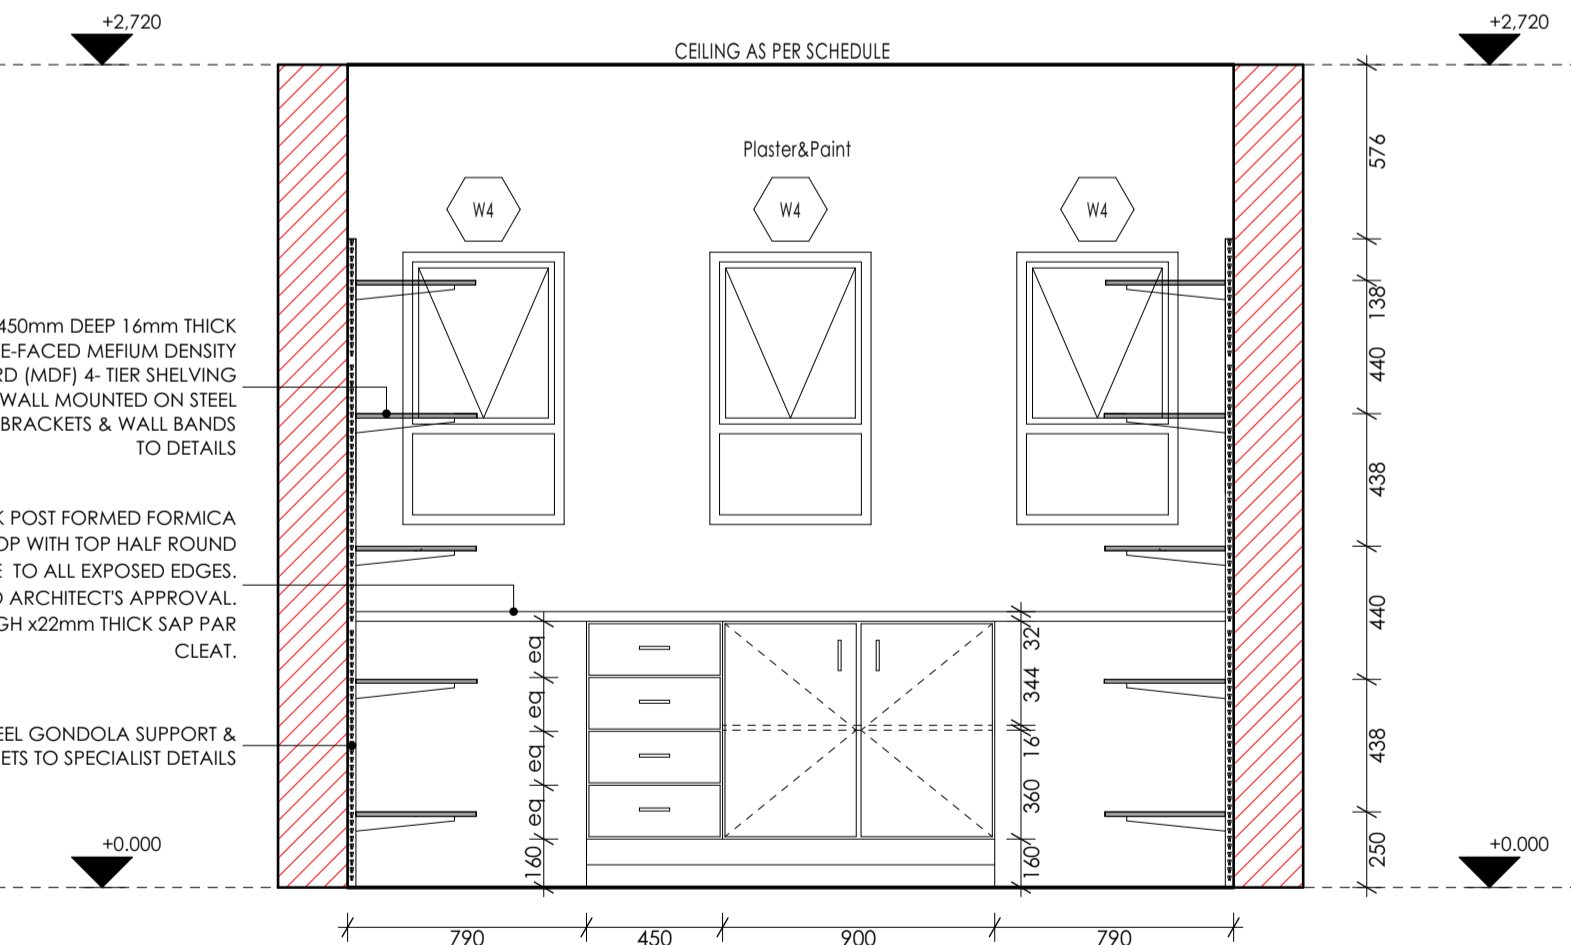 +2,720
+2,720
CEILING AS PER SCHEDULE
Plaster&Paint
W4
W4
W4
450mm DEEP 16mm THICK
E-FACED MEFIUM DENSITY
RD (MDF) 4- TIER SHELVING
WALL MOUNTED ON STEEL
BRACKETS & WALL BANDS
TO DETAILS
K POST FORMED FORMICA
OP WITH TOP HALF ROUND
E TO ALL EXPOSED EDGES.
O ARCHITECT'S APPROVAL.
GH x22mm THICK SAP PAR
CLEAT.
EEL GONDOLA SUPPORT &
ETS TO SPECIALIST DETAILS
576
138
440
438
440
438
250
eq
eq
eq
eq
160
32
344
16
360
160
+0.000
+0.000
790
450
900
790